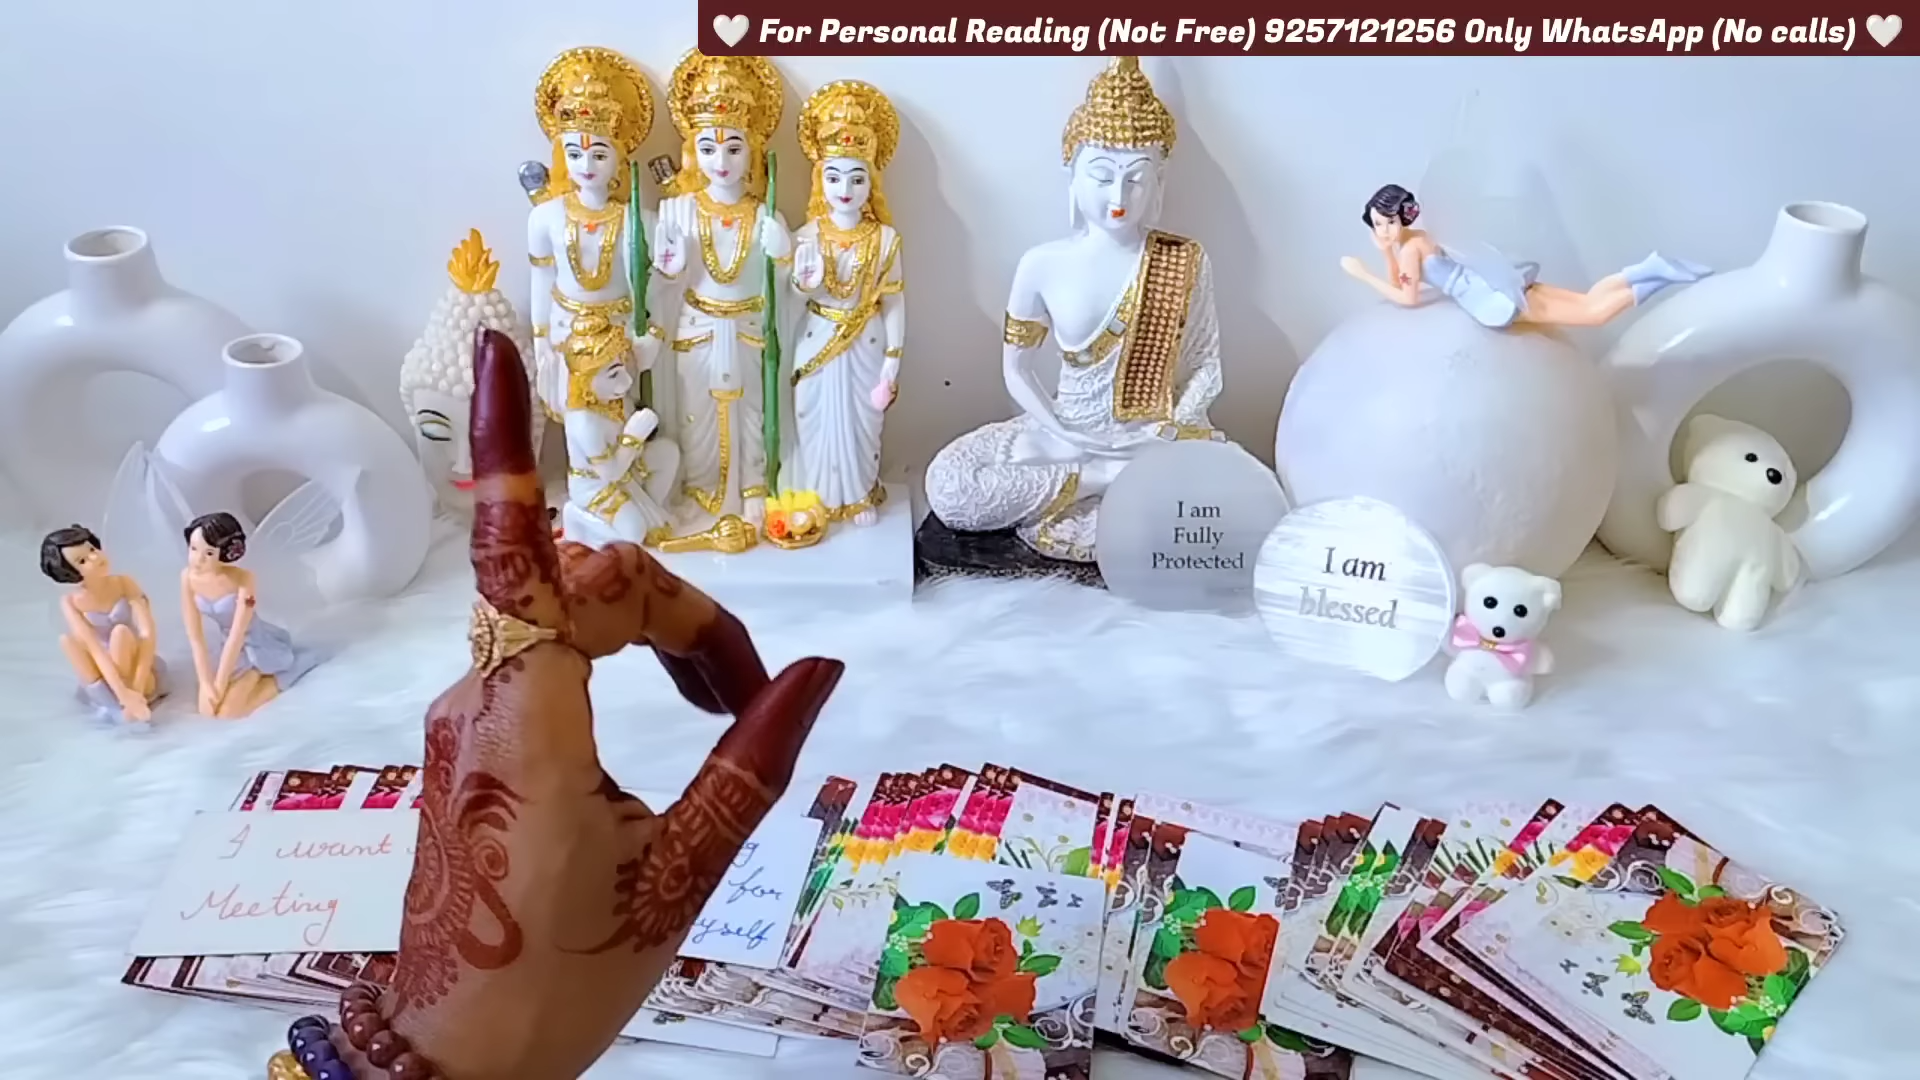 🤍 For Personal Reading (Not Free) 9257121256 Only WhatsApp (No calls) 🤍
I am
Fully
Protected
I am
blessed
I want
Meeting
for
yself